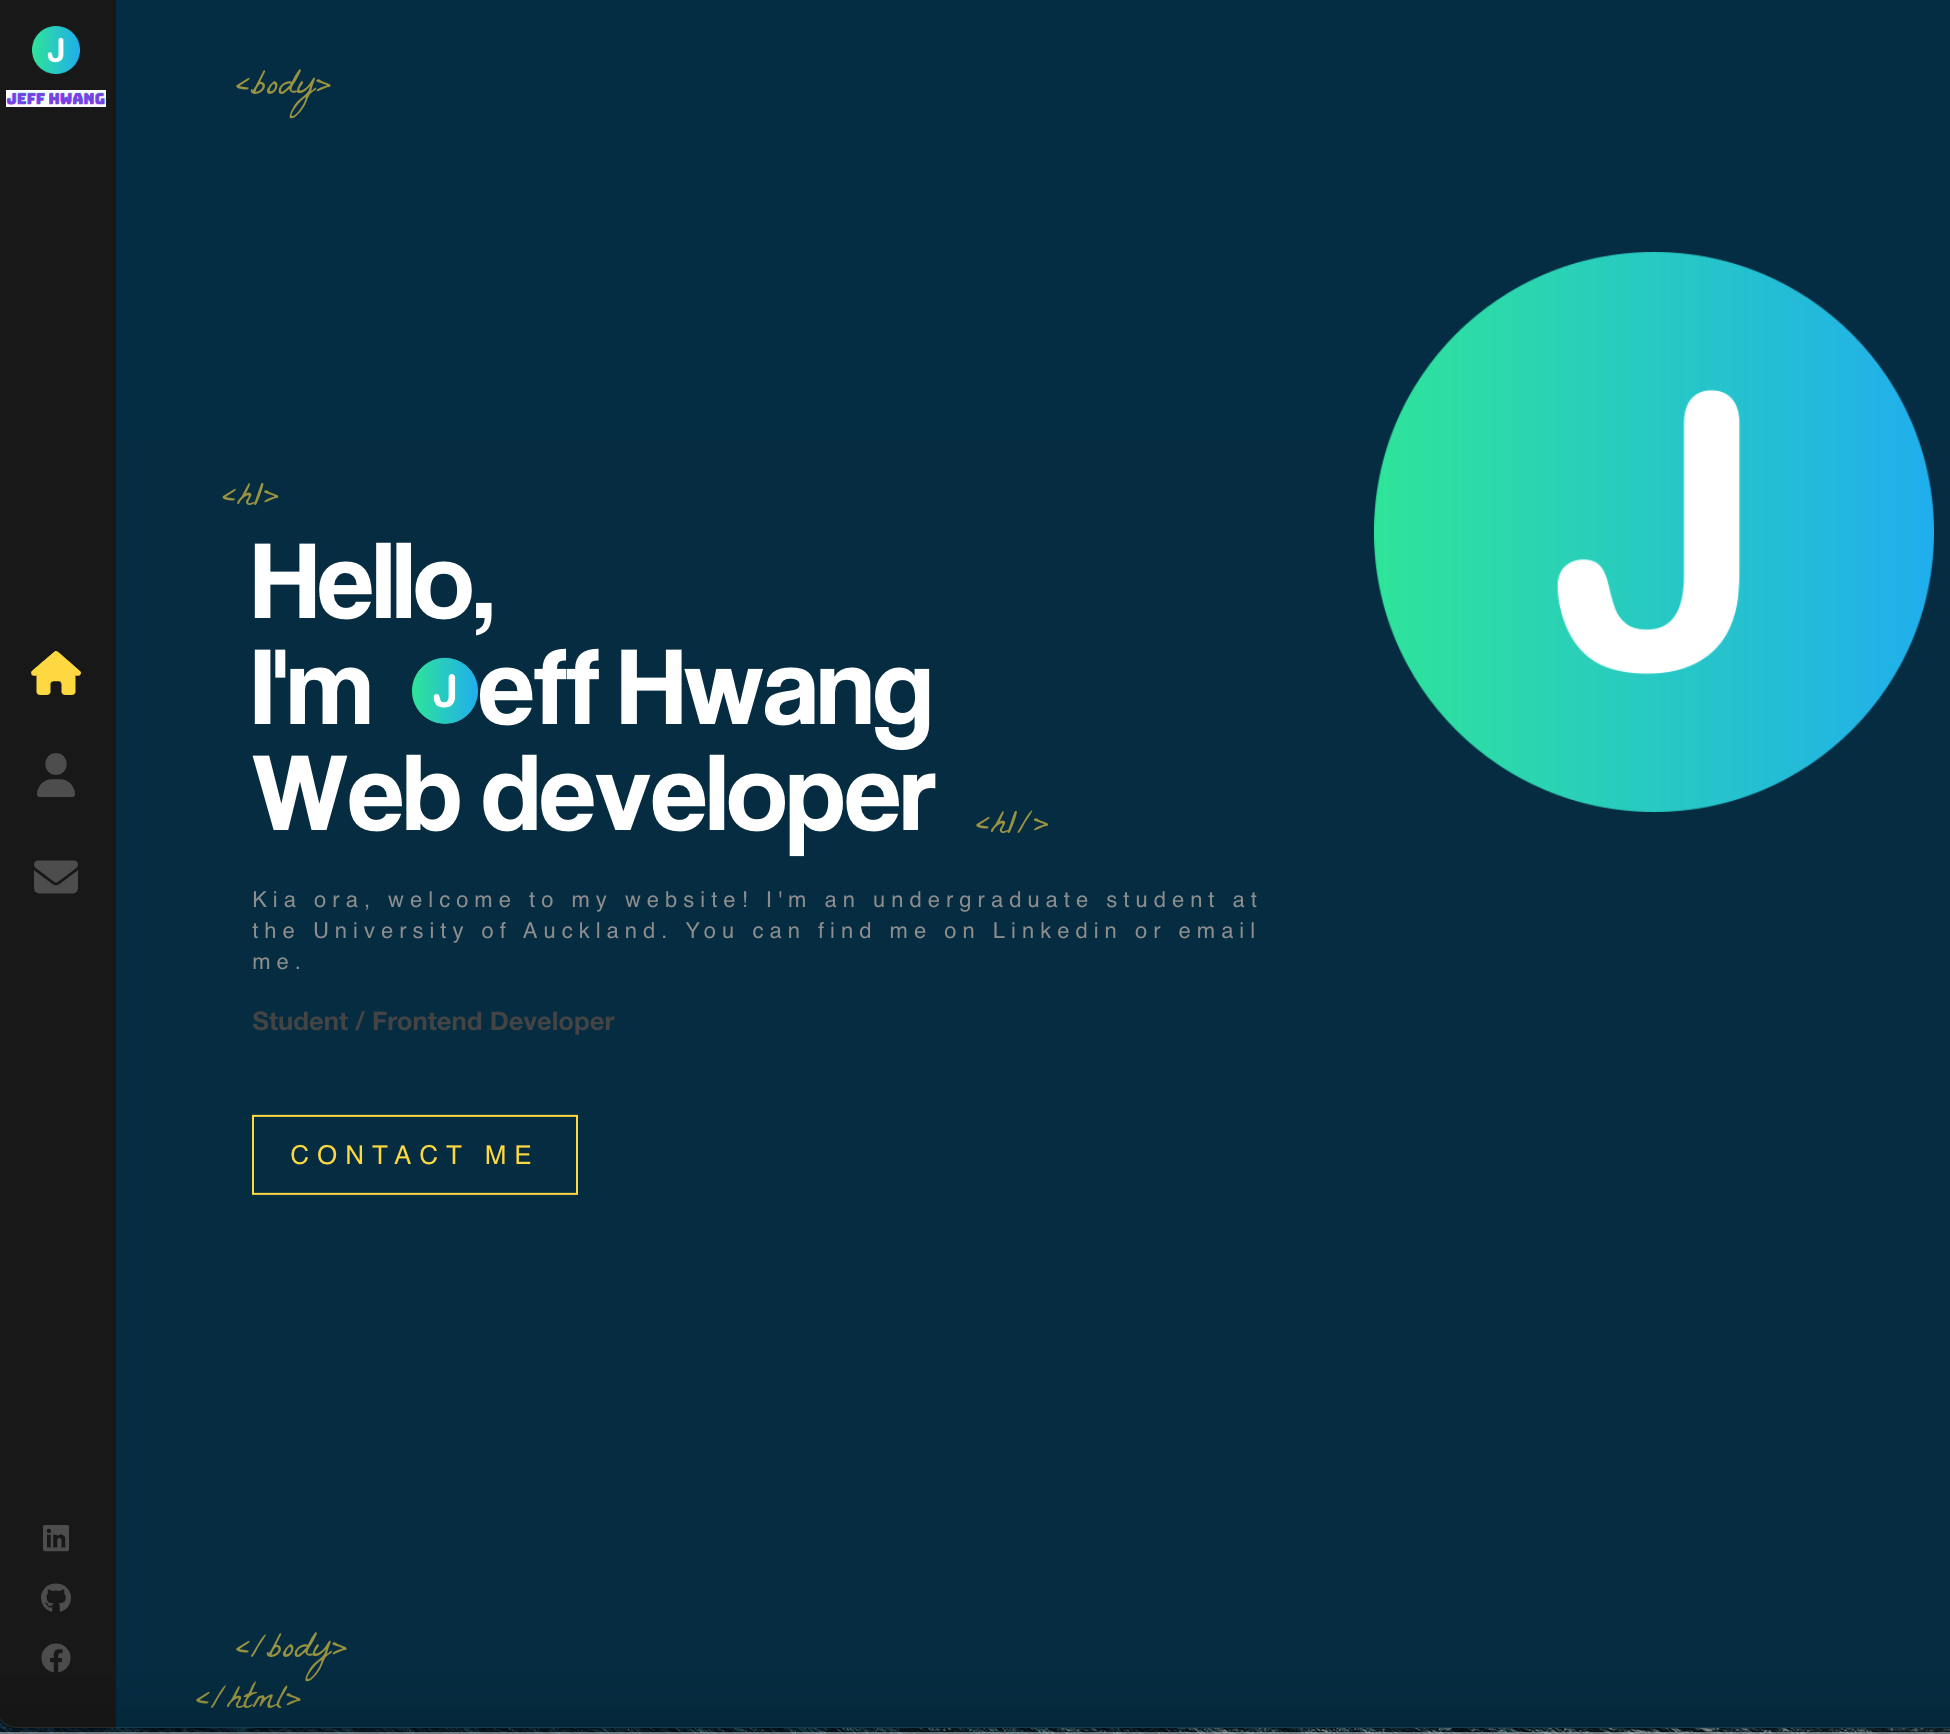 J
JEFF HWANG
<body>
J
<h1>
Hello,
I'm Jeff Hwang
Web developer
<h1/>
Kia ora, welcome to my website! I'm an undergraduate student at
the University of Auckland. You can find me on Linkedin or email
me.
Student / Frontend Developer
CONTACT ME
in
</body>
</html>